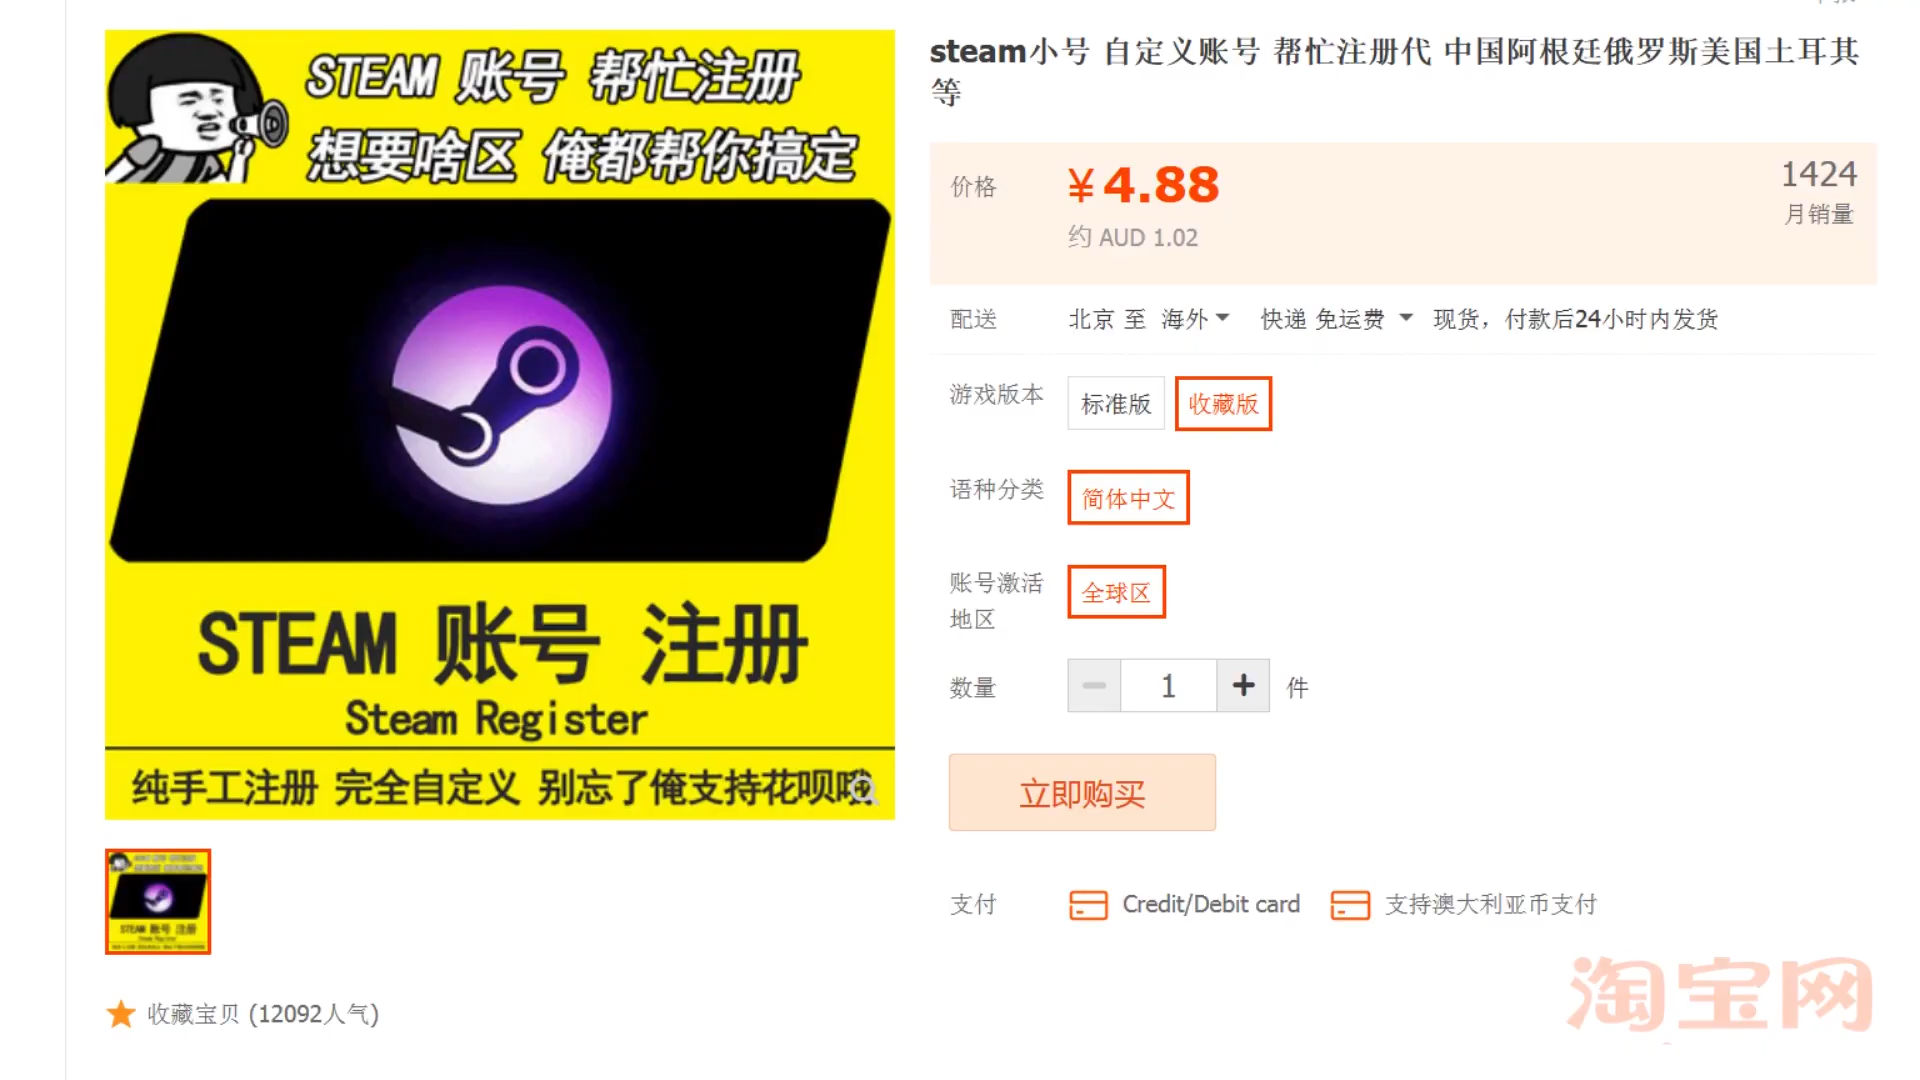 STEAM 账号 帮忙注册
想要啥区 俺都帮你搞定
STEAM 账号 注册
Steam Register
纯手工注册 完全自定义 别忘了俺支持花呗哦
收藏宝贝 (12092人气)
steam小号 自定义账号 帮忙注册代 中国阿根廷俄罗斯美国土耳其
等
价格
¥4.88
约 AUD 1.02
1424
月销量
配送
北京 至 海外 快递 免运费 现货，付款后24小时内发货
游戏版本
标准版 收藏版
语种分类
简体中文
账号激活
地区
全球区
数量
1
件
立即购买
支付
Credit/Debit card 支持澳大利亚币支付
淘宝网